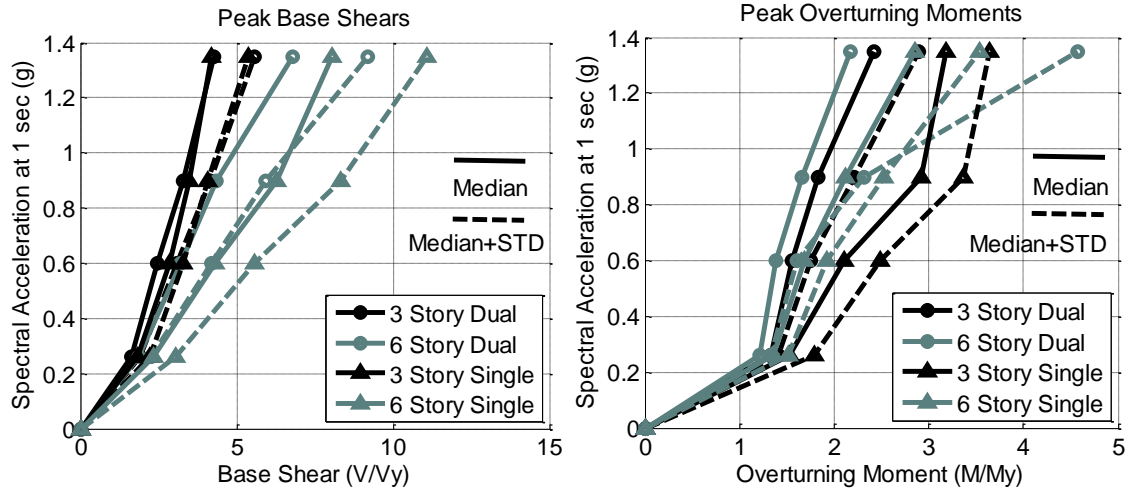 Peak Base Shears
Spectral Acceleration at 1 sec (g)
1.4
1.2
1
0.8
0.6
0.4
0.2
0
0 5 10 15
Base Shear (V/Vy)
Median
Median+STD
3 Story Dual
6 Story Dual
3 Story Single
6 Story Single
Peak Overturning Moments
Spectral Acceleration at 1 sec (g)
1.4
1.2
1
0.8
0.6
0.4
0.2
0
0 1 2 3 4 5
Overturning Moment (M/My)
Median
Median+STD
3 Story Dual
6 Story Dual
3 Story Single
6 Story Single